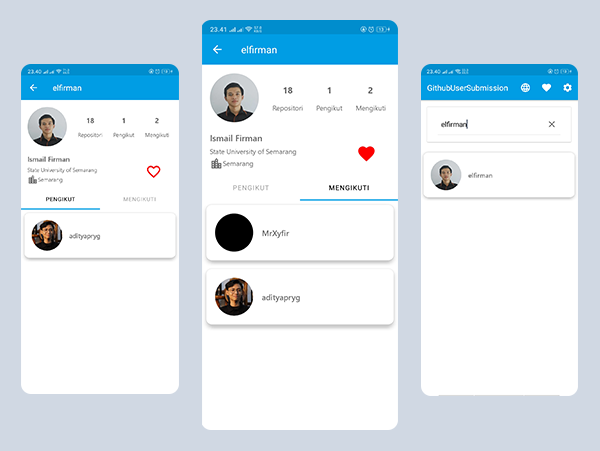 23.40
elfirman
18 1 2
Repositori Pengikut Mengikuti
Ismail Firman
State University of Semarang
Semarang
PENGIKUT MENGIKUTI
adityapryg
23.41
elfirman
18 1 2
Repositori Pengikut Mengikuti
Ismail Firman
State University of Semarang
Semarang
PENGIKUT MENGIKUTI
MrXyfir
adityapryg
23.40
GithubUserSubmission
elfirman
elfirman